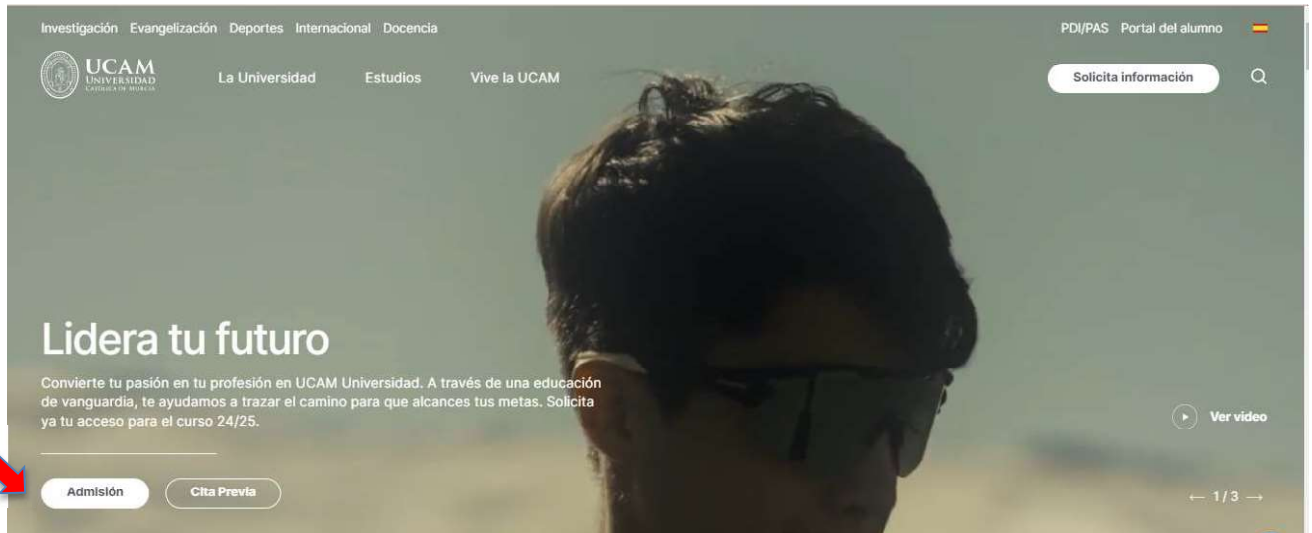 Investigación Evangelización Deportes Internacional Docencia
PDI/PAS Portal del alumno
UCAM
UNIVERSIDAD
CATÓLICA DE MURCIA
La Universidad Estudios Vive la UCAM
Solicita información
Lidera tu futuro
Convierte tu pasión en tu profesión en UCAM Universidad. A través de una educación
de vanguardia, te ayudamos a trazar el camino para que alcances tus metas. Solicita
ya tu acceso para el curso 24/25.
Ver video
Admisión Cita Previa
← 1 / 3 →